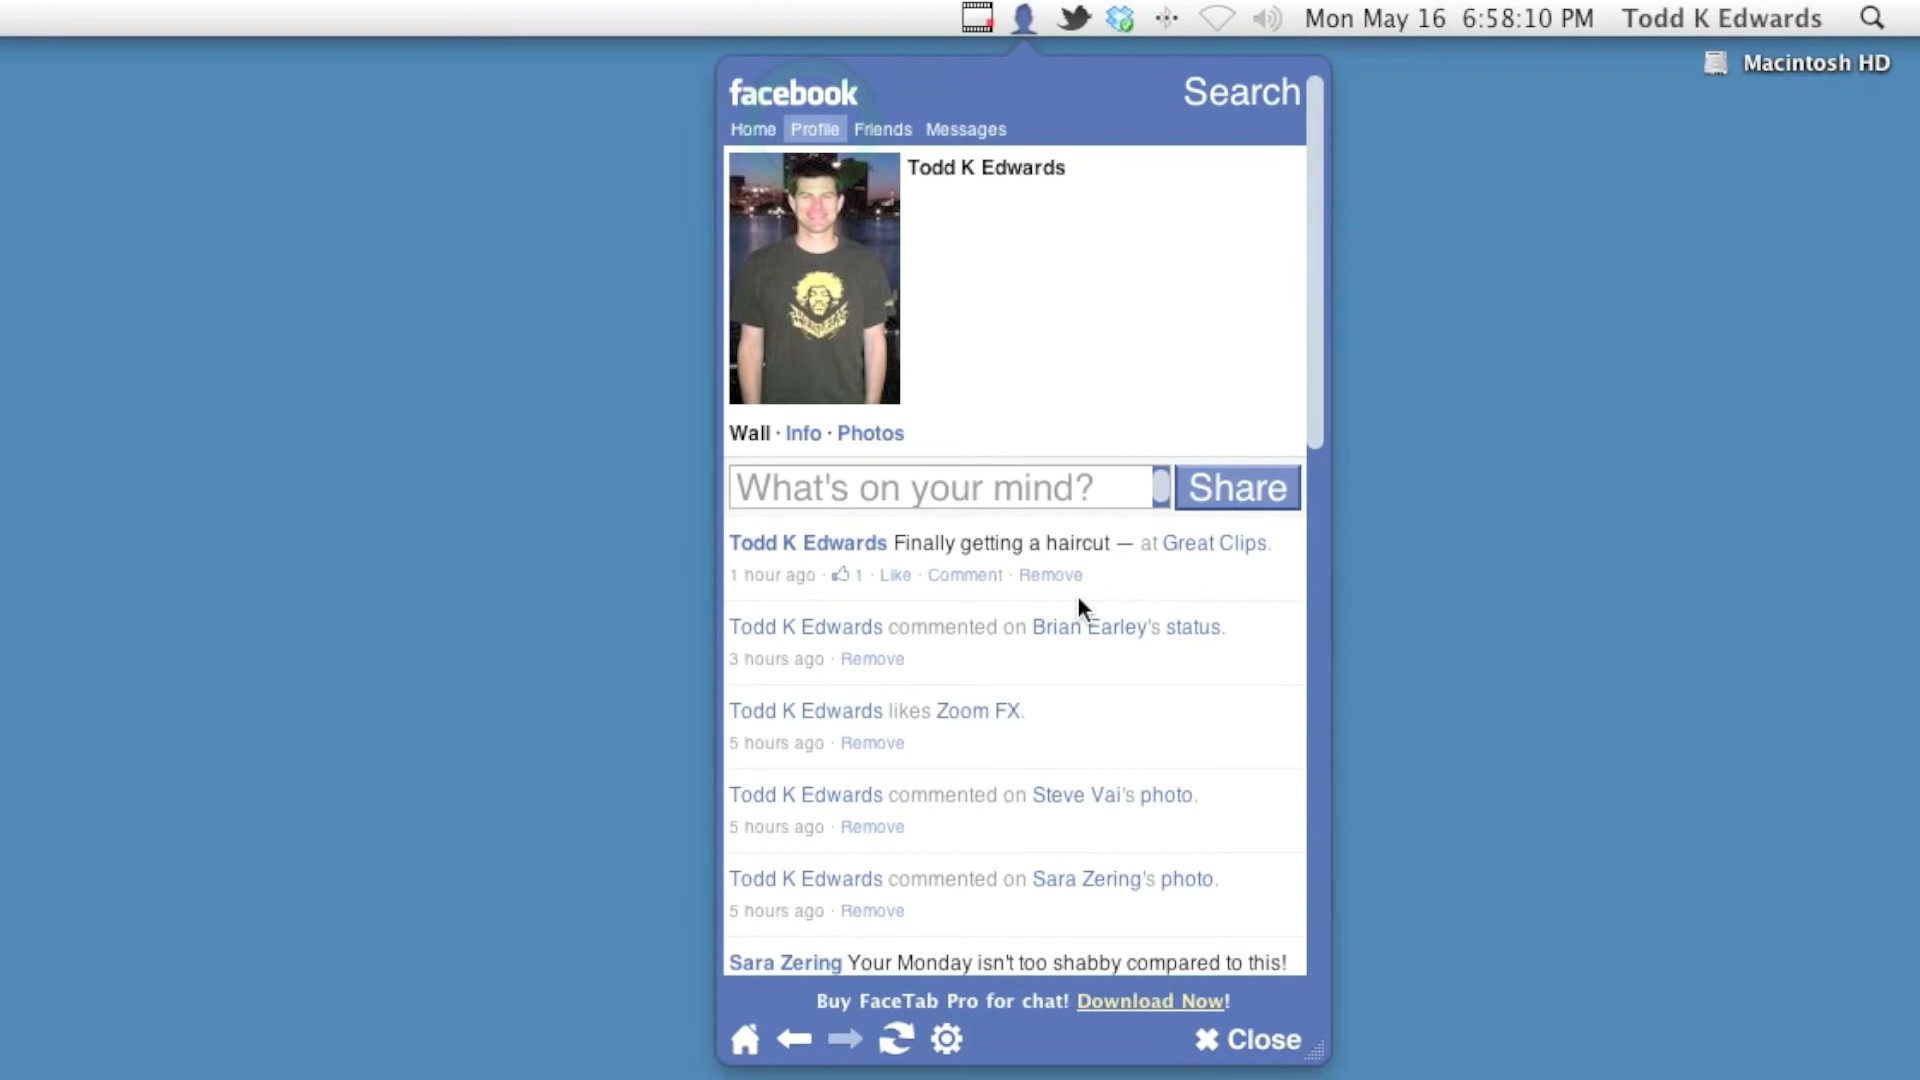 Mon May 16 6:58:10 PM Todd K Edwards
Macintosh HD
facebook
Search
Home Profile Friends Messages
Todd K Edwards
Wall · Info · Photos
What's on your mind? Share
Todd K Edwards Finally getting a haircut — at Great Clips.
1 hour ago · 1 · Like · Comment · Remove
Todd K Edwards commented on Brian Earley's status.
3 hours ago · Remove
Todd K Edwards likes Zoom FX.
5 hours ago · Remove
Todd K Edwards commented on Steve Vai's photo.
5 hours ago · Remove
Todd K Edwards commented on Sara Zering's photo.
5 hours ago · Remove
Sara Zering Your Monday isn't too shabby compared to this!
Buy FaceTab Pro for chat! Download Now!
Close